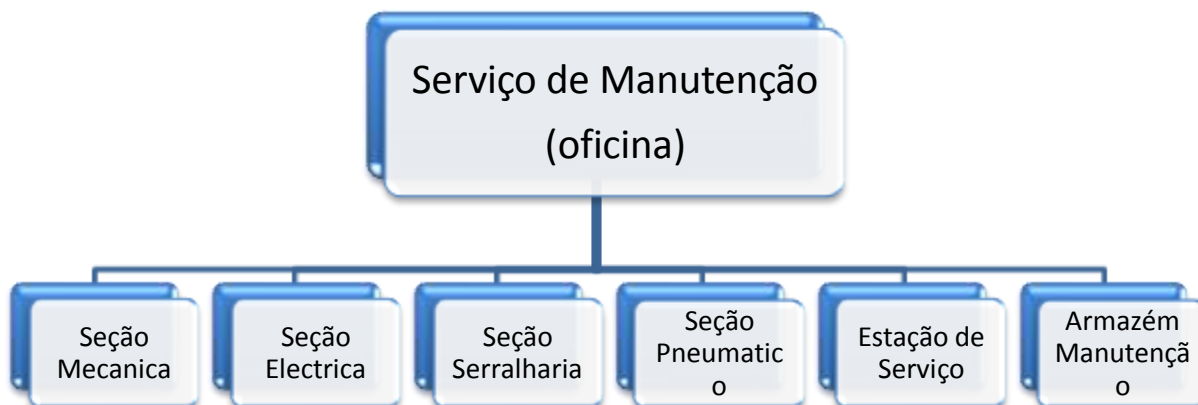 Serviço de Manutenção
(oficina)
Seção
Mecanica
Seção
Electrica
Seção
Serralharia
Seção
Pneumatic
o
Estação de
Serviço
Armazém
Manutençã
o